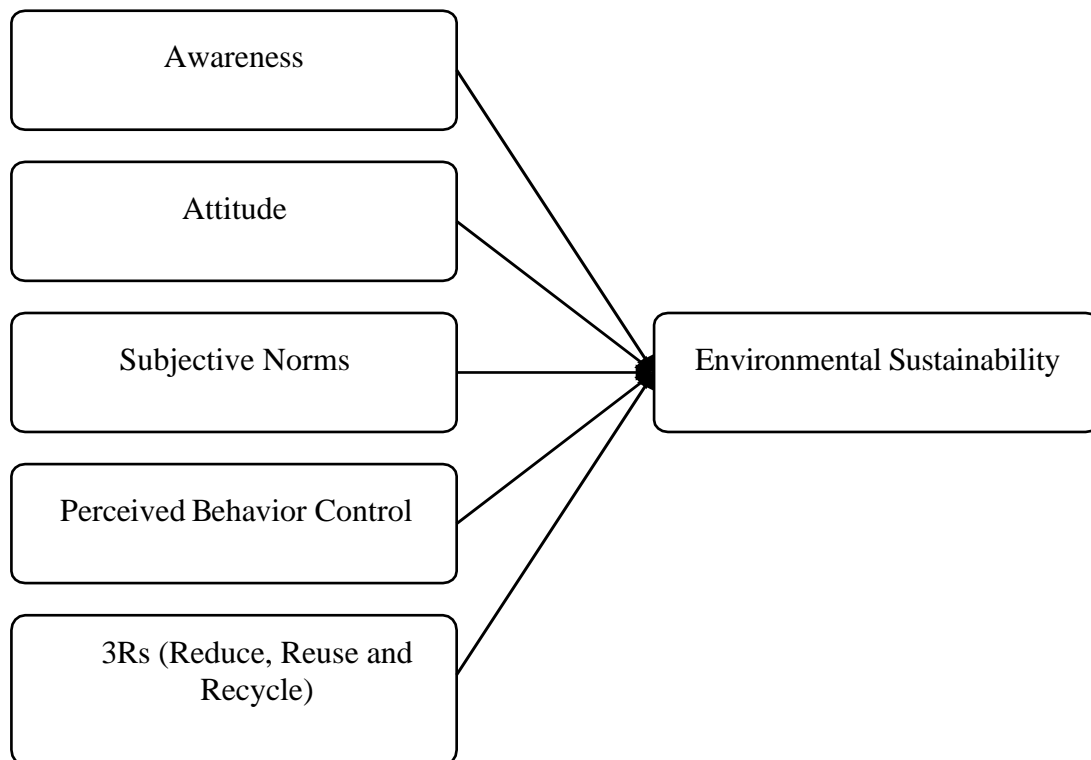 Awareness
Attitude
Subjective Norms
Environmental Sustainability
Perceived Behavior Control
3Rs (Reduce, Reuse and
Recycle)